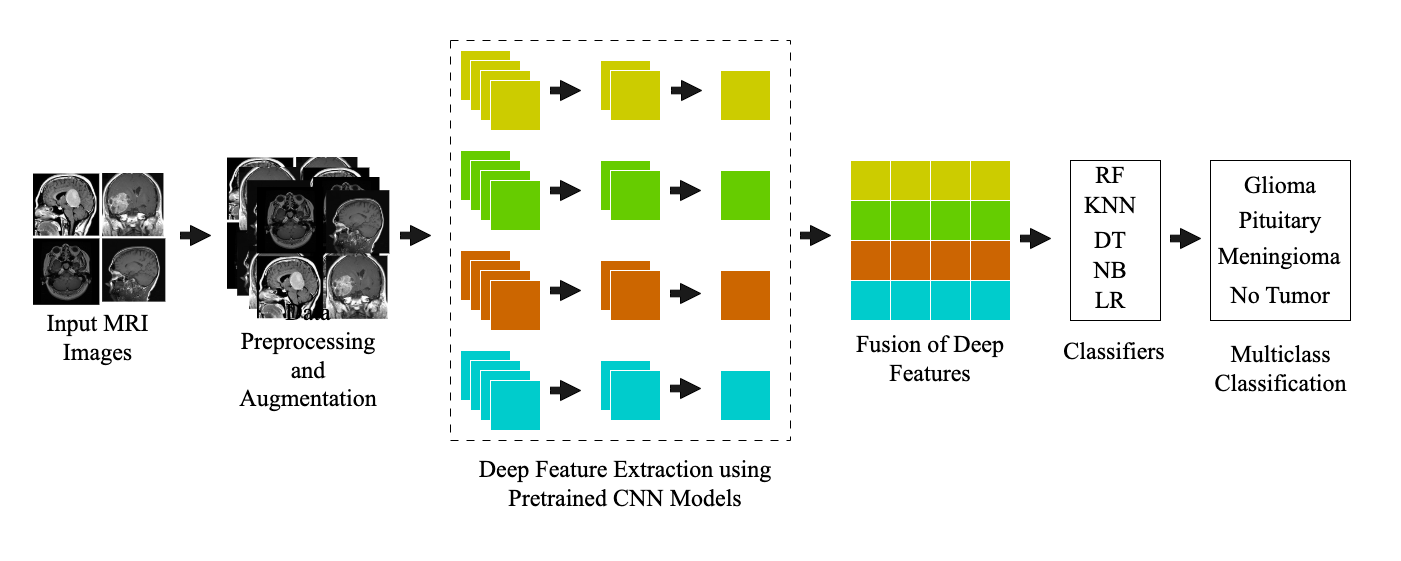 Input MRI
Images
Data
Preprocessing
and
Augmentation
Deep Feature Extraction using
Pretrained CNN Models
Fusion of Deep
Features
RF
KNN
DT
NB
LR
Classifiers
Glioma
Pituitary
Meningioma
No Tumor
Multiclass
Classification